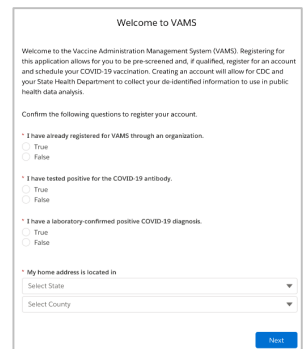 Welcome to VAMS
Welcome to the Vaccine Administration Management System (VAMS). Registering for
this application allows for you to be pre-screened and, if qualified, register for an account
and schedule your COVID-19 vaccination. Creating an account will allow for CDC and
your State Health Department to collect your de-identified information to use in public
health data analysis.
Confirm the following questions to register your account.
* I have already registered for VAMS through an organization.
True
False
* I have tested positive for the COVID-19 antibody.
True
False
* I have a laboratory-confirmed positive COVID-19 diagnosis.
True
False
* My home address is located in
Select State
Select County
Next